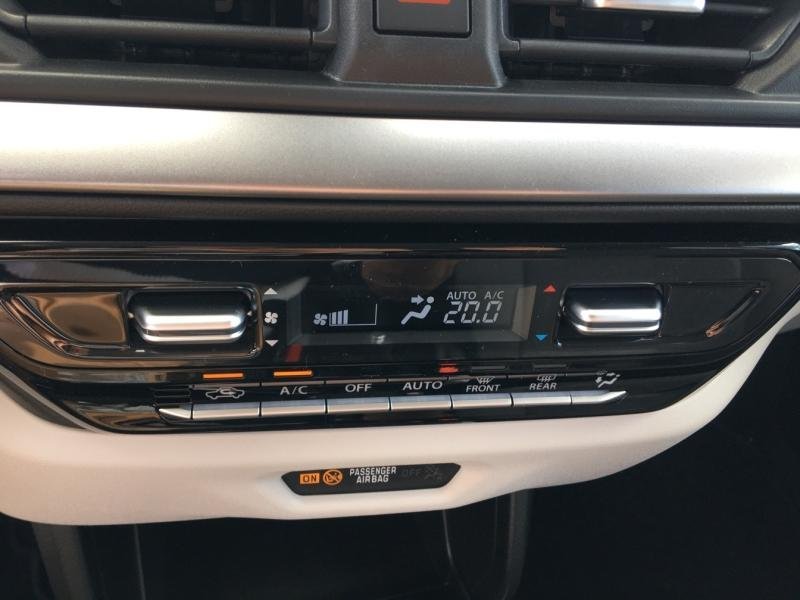 AUTO A/C
20.0
A/C OFF AUTO FRONT REAR
ON PASSENGER AIRBAG OFF